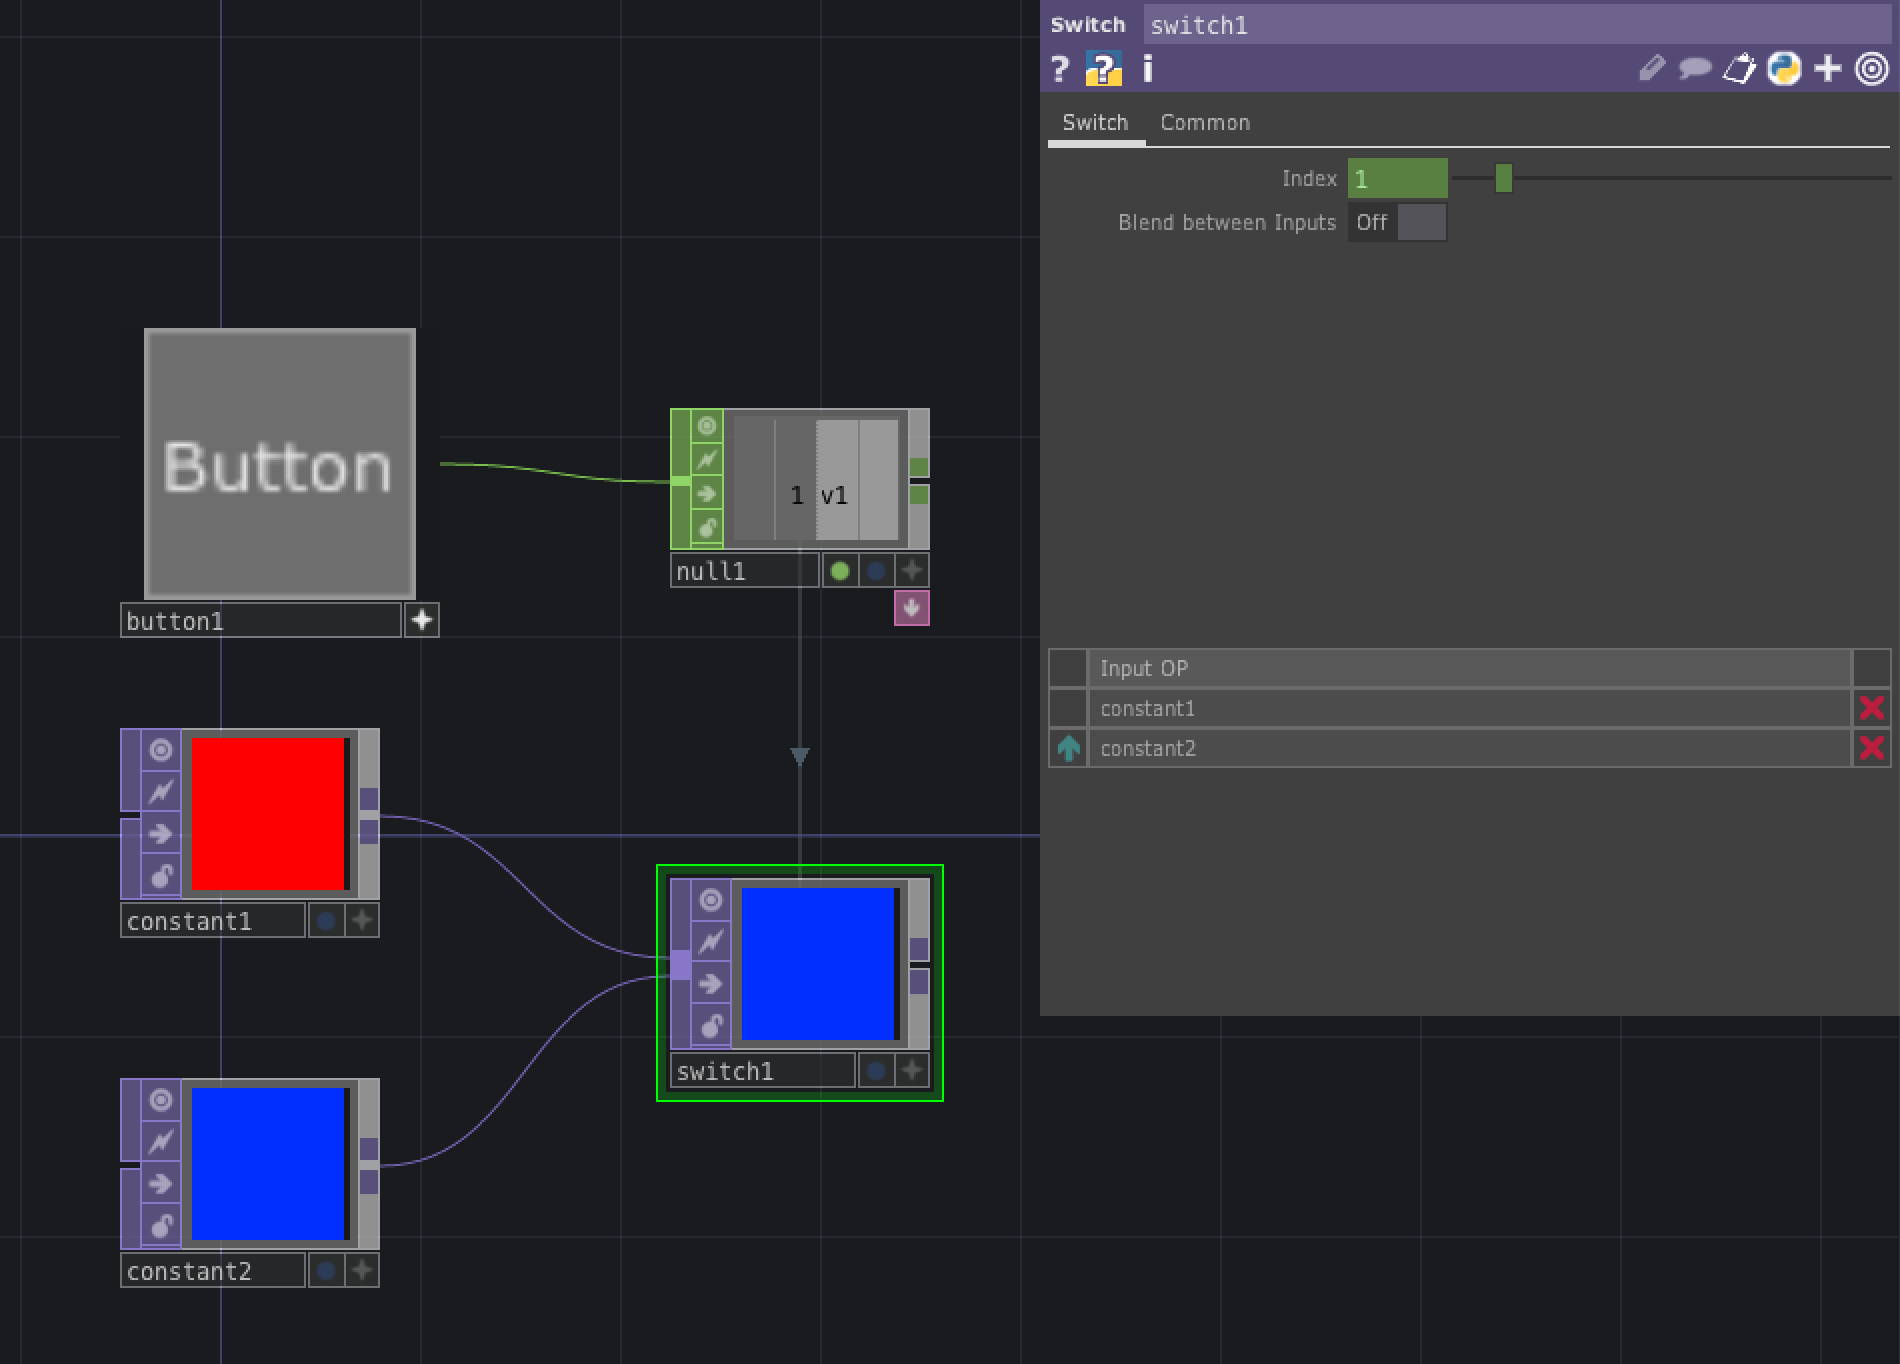 Switch switch1
? ? i
Switch Common
Index 1
Blend between Inputs Off
Button
1 v1
null1
button1
Input OP
constant1
constant2
constant1
switch1
constant2